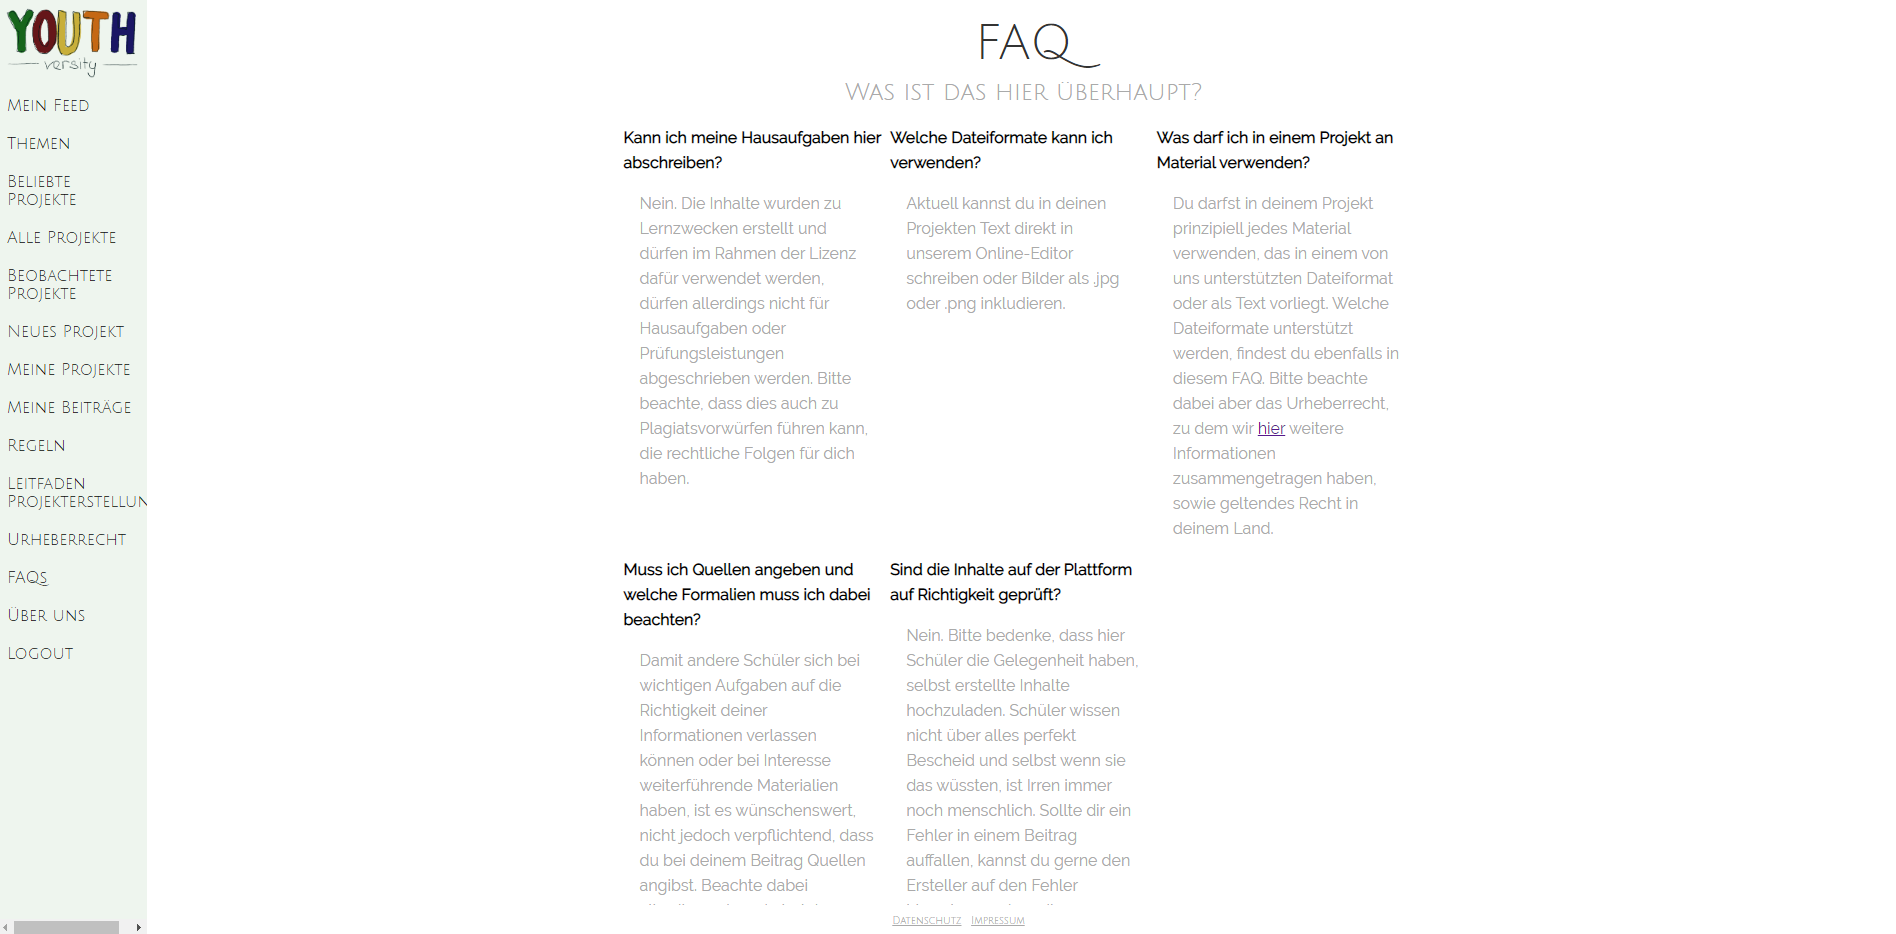 YOUTH
versity
Mein Feed
Themen
Beliebte
Projekte
Alle Projekte
Beobachtete
Projekte
Neues Projekt
Meine Projekte
Meine Beiträge
Regeln
Leitfaden
Projekterstellun
Urheberrecht
FAQs
Über uns
Logout
FAQ
Was ist das hier überhaupt?
Kann ich meine Hausaufgaben hier
abschreiben?
Nein. Die Inhalte wurden zu
Lernzwecken erstellt und
dürfen im Rahmen der Lizenz
dafür verwendet werden,
dürfen allerdings nicht für
Hausaufgaben oder
Prüfungsleistungen
abgeschrieben werden. Bitte
beachte, dass dies auch zu
Plagiatsvorwürfen führen kann,
die rechtliche Folgen für dich
haben.
Welche Dateiformate kann ich
verwenden?
Aktuell kannst du in deinen
Projekten Text direkt in
unserem Online-Editor
schreiben oder Bilder als .jpg
oder .png inkludieren.
Was darf ich in einem Projekt an
Material verwenden?
Du darfst in deinem Projekt
prinzipiell jedes Material
verwenden, das in einem von
uns unterstützten Dateiformat
oder als Text vorliegt. Welche
Dateiformate unterstützt
werden, findest du ebenfalls in
diesem FAQ. Bitte beachte
dabei aber das Urheberrecht,
zu dem wir hier weitere
Informationen
zusammengetragen haben,
sowie geltendes Recht in
deinem Land.
Muss ich Quellen angeben und
welche Formalien muss ich dabei
beachten?
Damit andere Schüler sich bei
wichtigen Aufgaben auf die
Richtigkeit deiner
Informationen verlassen
können oder bei Interesse
weiterführende Materialien
haben, ist es wünschenswert,
nicht jedoch verpflichtend, dass
du bei deinem Beitrag Quellen
angibst. Beachte dabei
Sind die Inhalte auf der Plattform
auf Richtigkeit geprüft?
Nein. Bitte bedenke, dass hier
Schüler die Gelegenheit haben,
selbst erstellte Inhalte
hochzuladen. Schüler wissen
nicht über alles perfekt
Bescheid und selbst wenn sie
das wüssten, ist Irren immer
noch menschlich. Sollte dir ein
Fehler in einem Beitrag
auffallen, kannst du gerne den
Ersteller auf den Fehler
Datenschutz Impressum